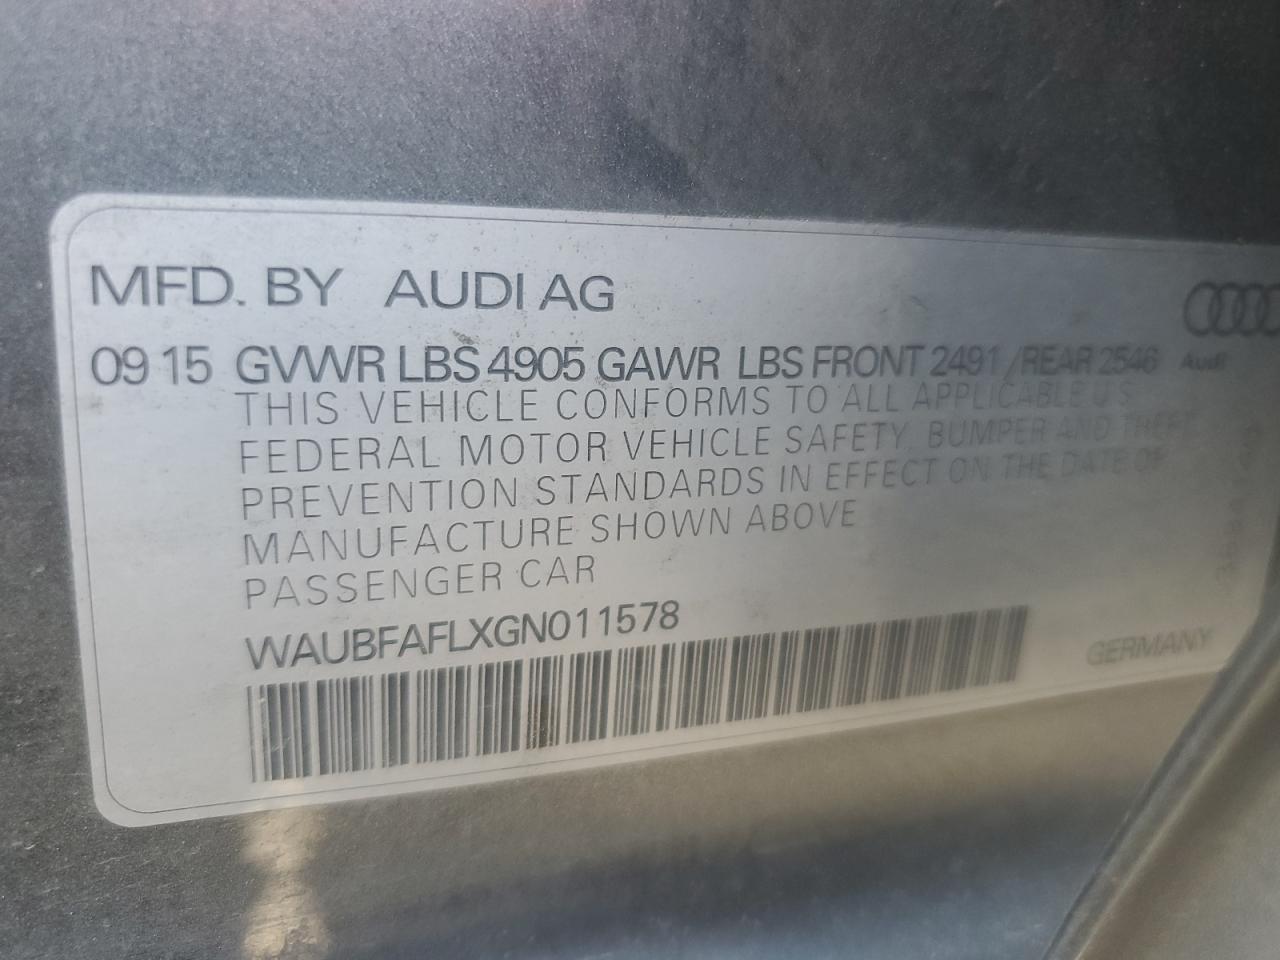 MFD. BY AUDI AG
09 15 GVWR LBS 4905 GAWR LBS FRONT 2491 / REAR 2546
Audi
THIS VEHICLE CONFORMS TO ALL APPLICABLE U S
FEDERAL MOTOR VEHICLE SAFETY, BUMPER AND THEFT
PREVENTION STANDARDS IN EFFECT ON THE DATE OF
MANUFACTURE SHOWN ABOVE
PASSENGER CAR
WAUBFAFLXGN011578
GERMANY